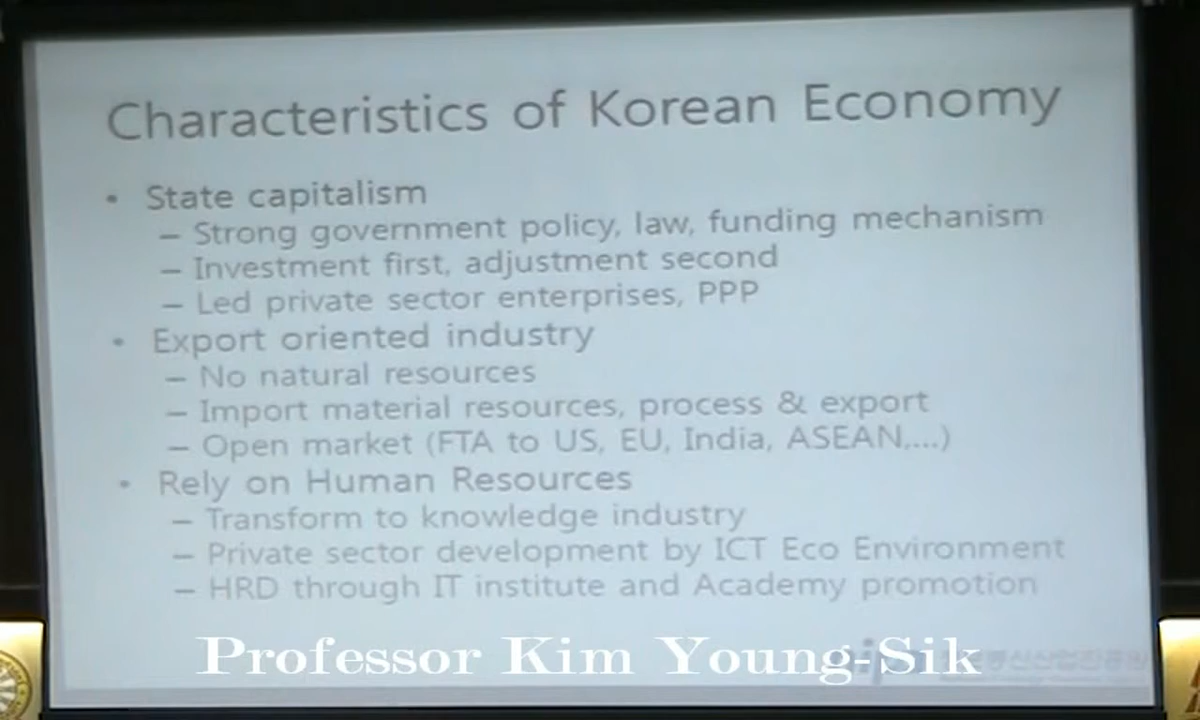 Characteristics of Korean Economy
• State capitalism
– Strong government policy, law, funding mechanism
– Investment first, adjustment second
– Led private sector enterprises, PPP
• Export oriented industry
– No natural resources
– Import material resources, process & export
– Open market (FTA to US, EU, India, ASEAN,...)
• Rely on Human Resources
– Transform to knowledge industry
– Private sector development by ICT Eco Environment
– HRD through IT institute and Academy promotion
Professor Kim Young-Sik